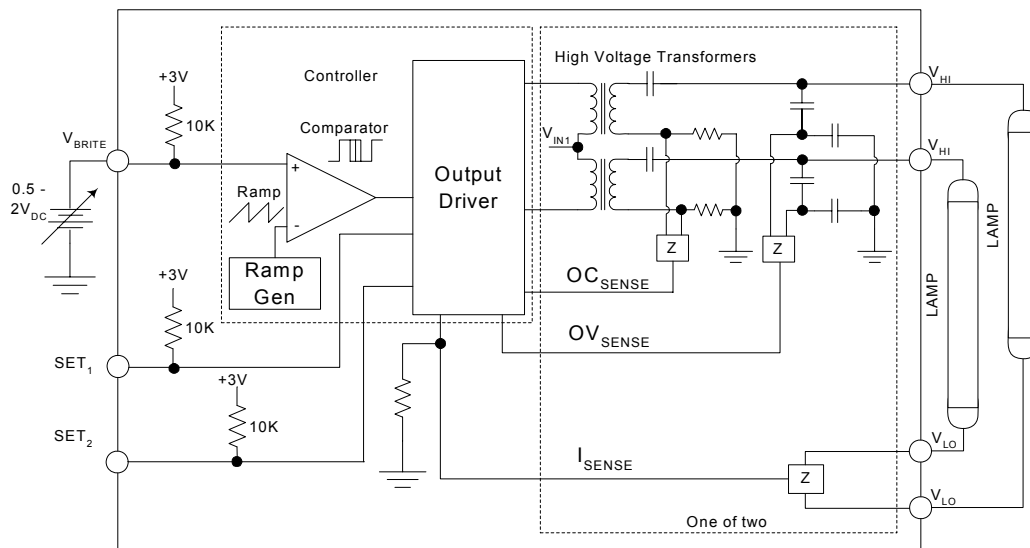 High Voltage Transformers
V_HI
+3V
Controller
10K
Comparator
V_BRITE
V_IN1
V_HI
+
0.5 -
2V_DC
Ramp
Output
Driver
-
Z
Z
LAMP
LAMP
Ramp
Gen
+3V
OC_SENSE
10K
OV_SENSE
SET_1
+3V
10K
SET_2
V_LO
I_SENSE
Z
V_LO
One of two